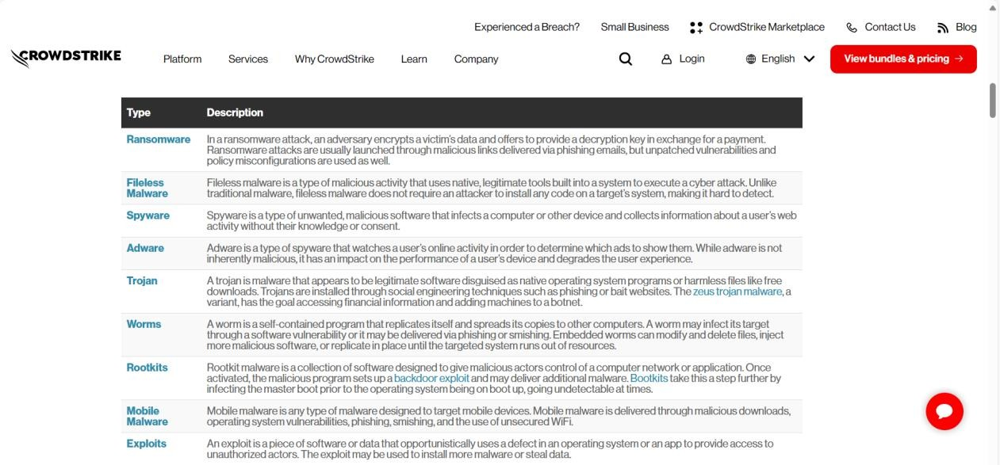 Experienced a Breach? Small Business CrowdStrike Marketplace Contact Us Blog
CROWDSTRIKE Platform Services Why CrowdStrike Learn Company Login English View bundles & pricing →
Type Description
Ransomware In a ransomware attack, an adversary encrypts a victim's data and offers to provide a decryption key in exchange for a payment.
Ransomware attacks are usually launched through malicious links delivered via phishing emails, but unpatched vulnerabilities and
policy misconfigurations are used as well.
Fileless Fileless malware is a type of malicious activity that uses native, legitimate tools built into a system to execute a cyber attack. Unlike
Malware traditional malware, fileless malware does not require an attacker to install any code on a target's system, making it hard to detect.
Spyware Spyware is a type of unwanted, malicious software that infects a computer or other device and collects information about a user's web
activity without their knowledge or consent.
Adware Adware is a type of spyware that watches a user's online activity in order to determine which ads to show them. While adware is not
inherently malicious, it has an impact on the performance of a user's device and degrades the user experience.
Trojan A trojan is malware that appears to be legitimate software disguised as native operating system programs or harmless files like free
downloads. Trojans are installed through social engineering techniques such as phishing or bait websites. The zeus trojan malware, a
variant, has the goal accessing financial information and adding machines to a botnet.
Worms A worm is a self-contained program that replicates itself and spreads its copies to other computers. A worm may infect its target
through a software vulnerability or it may be delivered via phishing or smishing. Embedded worms can modify and delete files, inject
more malicious software, or replicate in place until the targeted system runs out of resources.
Rootkits Rootkit malware is a collection of software designed to give malicious actors control of a computer network or application. Once
activated, the malicious program sets up a backdoor exploit and may deliver additional malware. Bootkits take this a step further by
infecting the master boot prior to the operating system being on boot up, going undetectable at times.
Mobile Mobile malware is any type of malware designed to target mobile devices. Mobile malware is delivered through malicious downloads,
Malware operating system vulnerabilities, phishing, smishing, and the use of unsecured WiFi.
Exploits An exploit is a piece of software or data that opportunistically uses a defect in an operating system or an app to provide access to
unauthorized actors. The exploit may be used to install more malware or steal data.